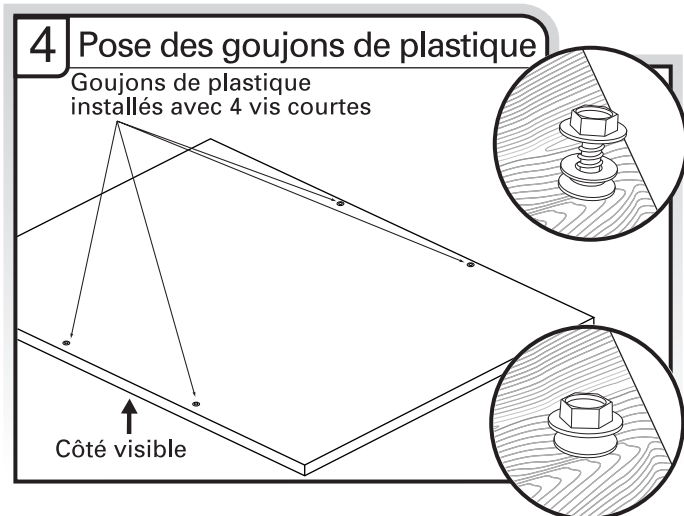 4 Pose des goujons de plastique
Goujons de plastique
installés avec 4 vis courtes
Côté visible